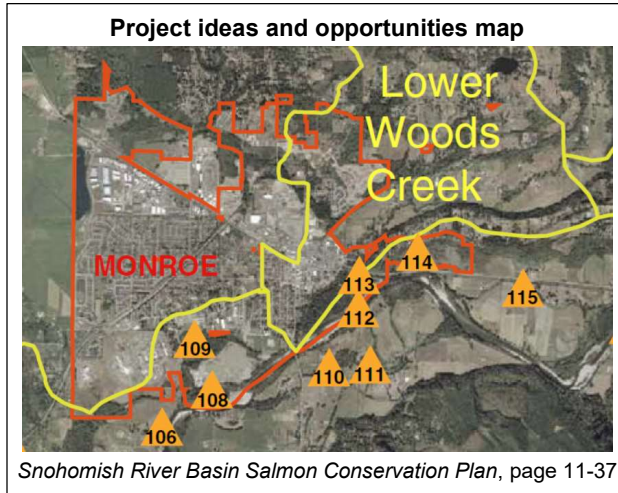 Project ideas and opportunities map
Lower
Woods
Creek
MONROE
114
113
115
112
109
110
111
108
106
Snohomish River Basin Salmon Conservation Plan, page 11-37